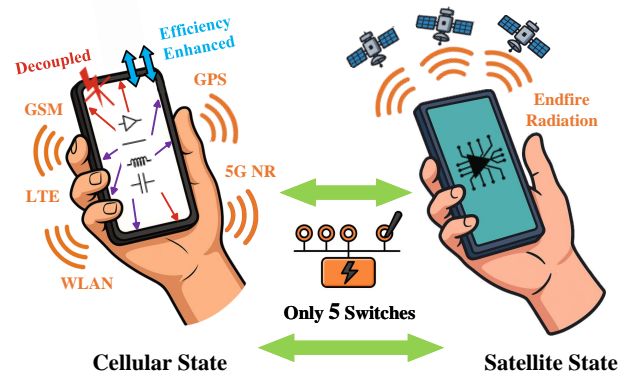 Efficiency
Enhanced
Decoupled
GPS
GSM
Endfire
Radiation
LTE
5G NR
WLAN
Only 5 Switches
Cellular State
Satellite State